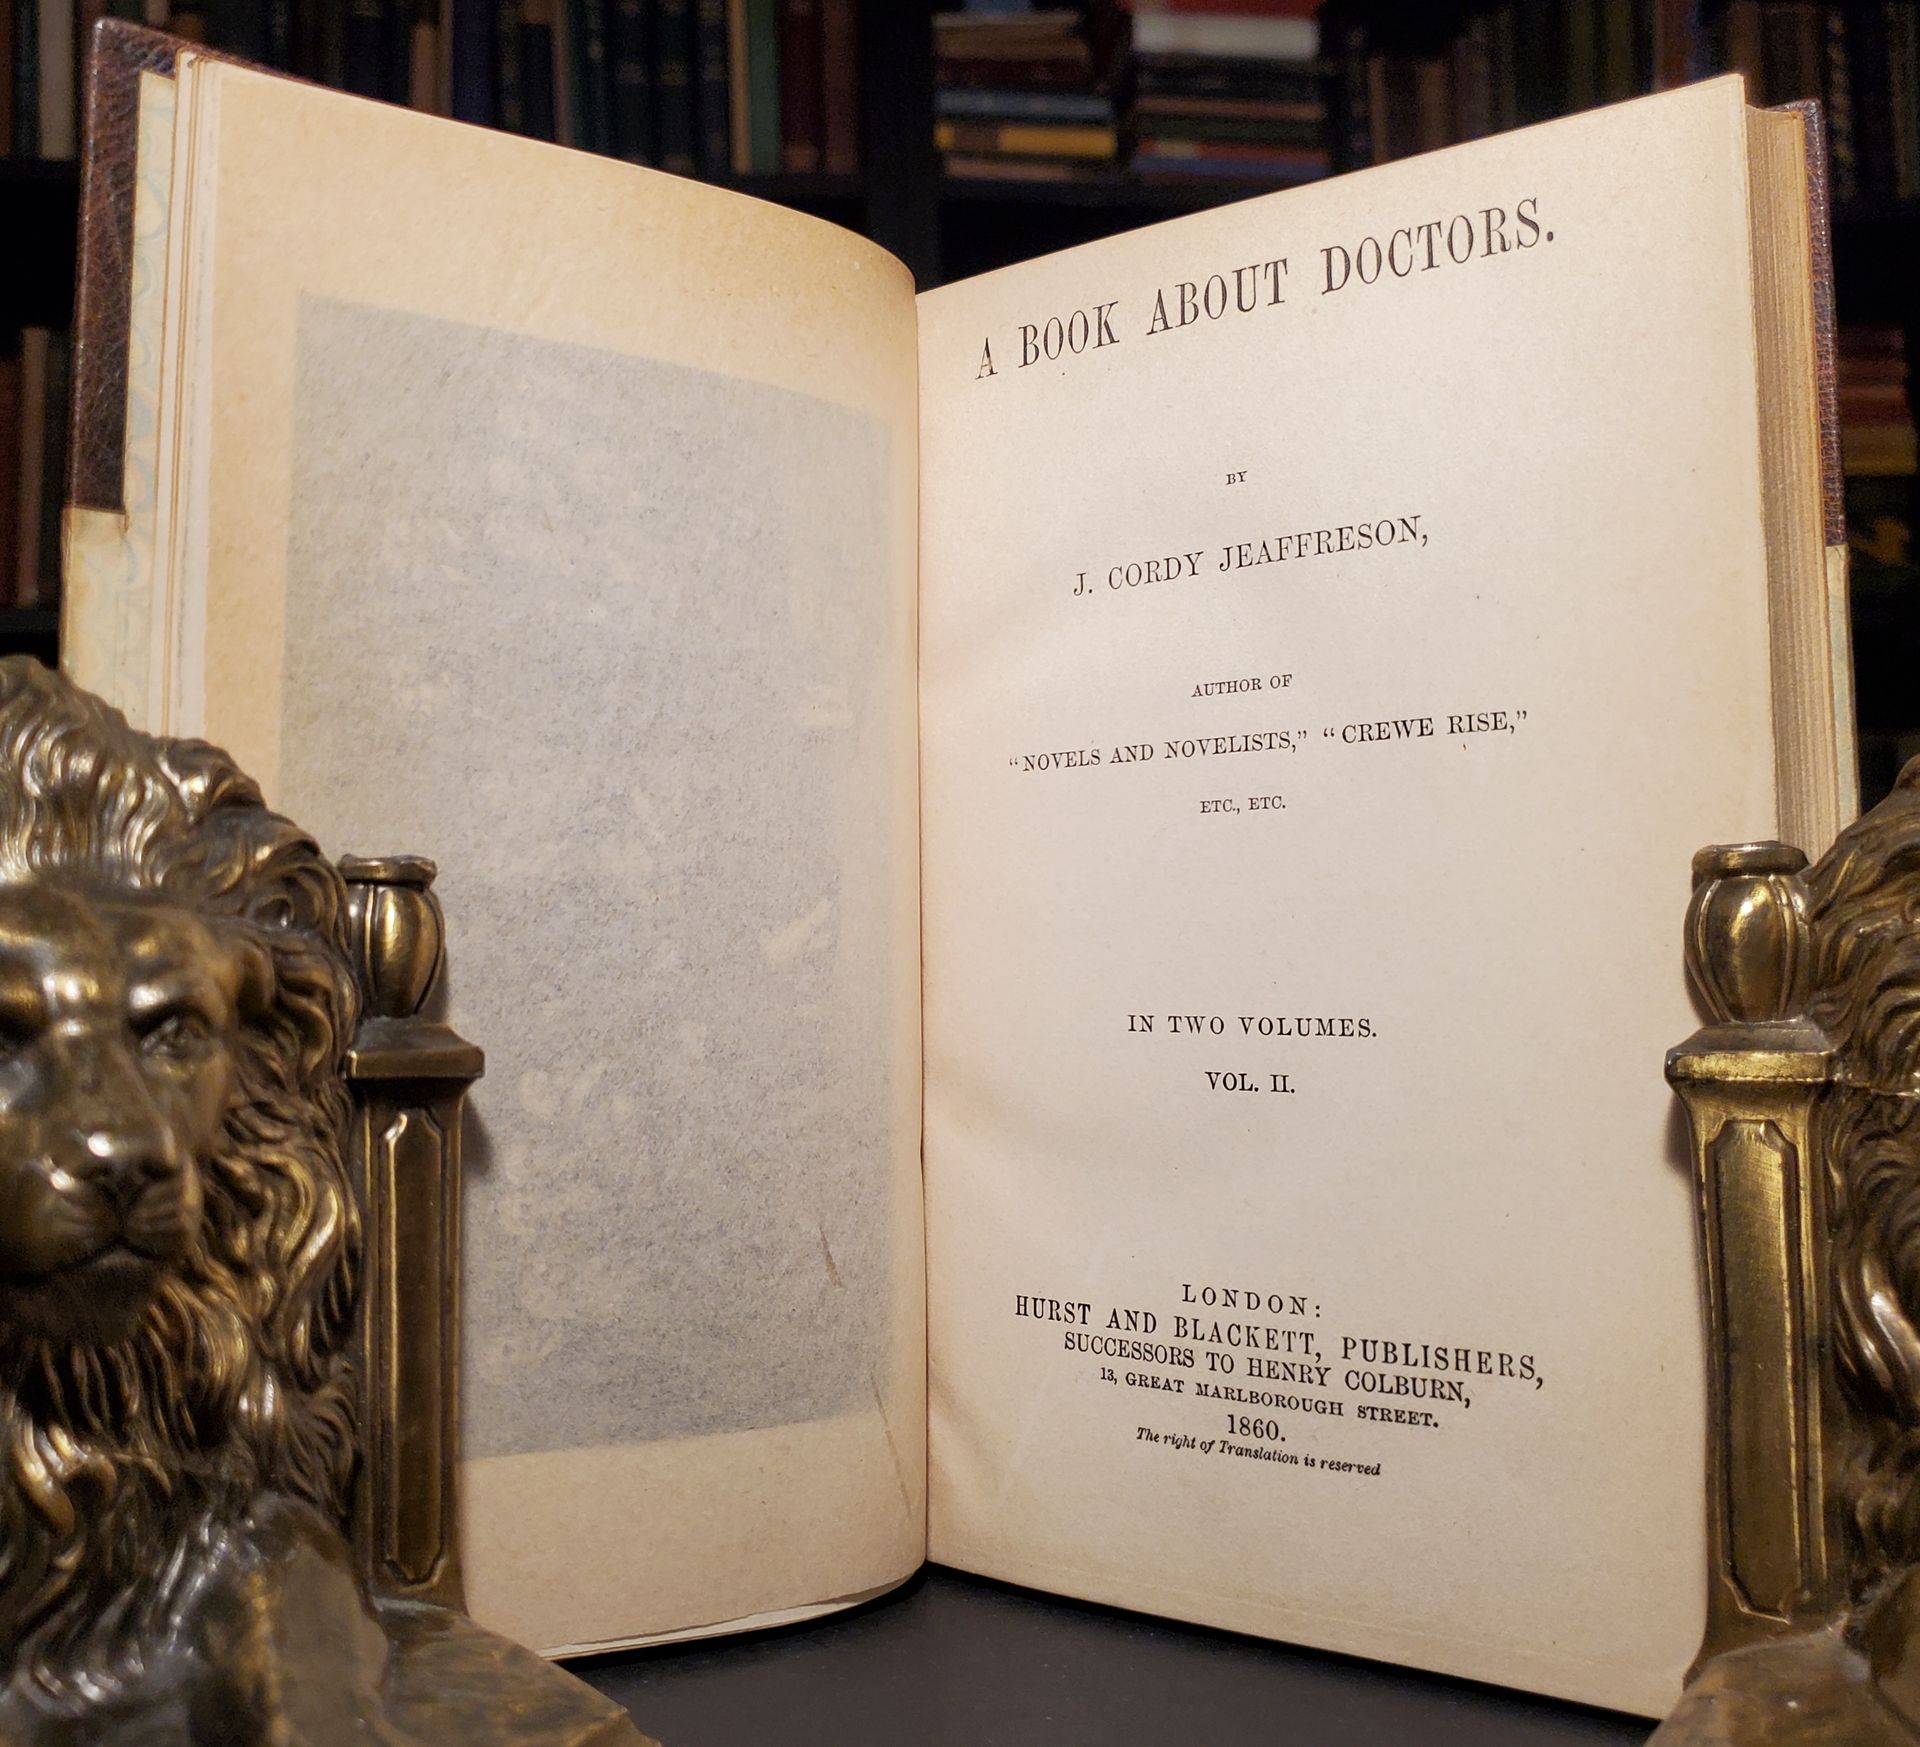 A BOOK ABOUT DOCTORS.
BY
J. CORDY JEAFFRESON,
AUTHOR OF
“NOVELS AND NOVELISTS,” “CREWE RISE,”
ETC., ETC.
IN TWO VOLUMES.
VOL. II.
LONDON:
HURST AND BLACKETT, PUBLISHERS,
SUCCESSORS TO HENRY COLBURN,
13, GREAT MARLBOROUGH STREET.
1860.
The right of Translation is reserved